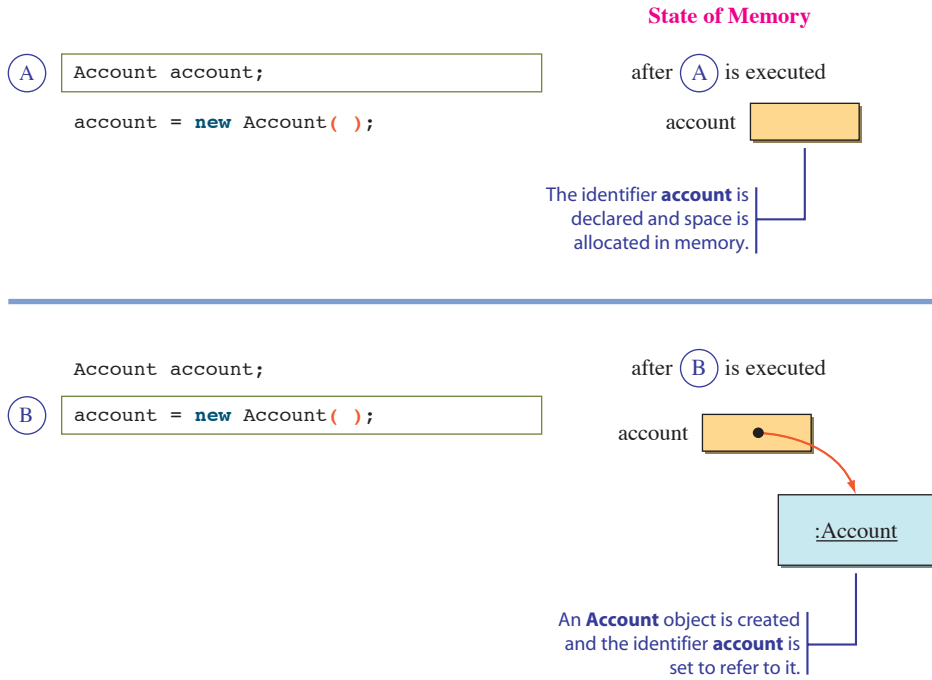 State of Memory
A
Account account;
after A is executed
account = new Account( );
account
The identifier account is
declared and space is
allocated in memory.
Account account;
after B is executed
B
account = new Account( );
account
:Account
An Account object is created
and the identifier account is
set to refer to it.